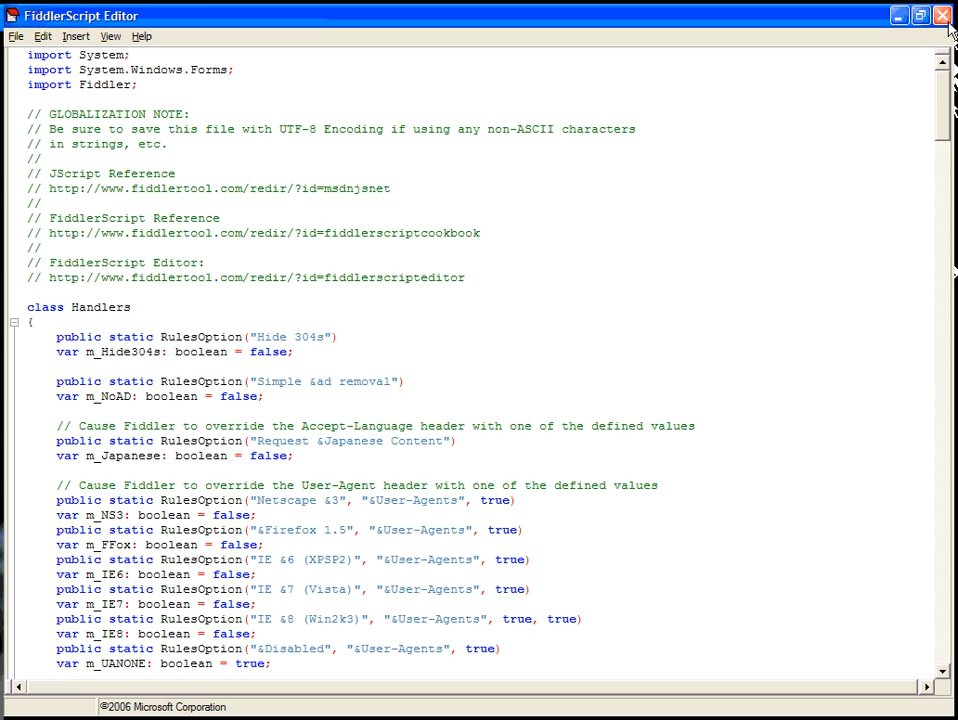 FiddlerScript Editor
File Edit Insert View Help
import System;
import System.Windows.Forms;
import Fiddler;
// GLOBALIZATION NOTE:
// Be sure to save this file with UTF-8 Encoding if using any non-ASCII characters
// in strings, etc.
//
// JScript Reference
// http://www.fiddlertool.com/redir/?id=msdnjsnet
//
// FiddlerScript Reference
// http://www.fiddlertool.com/redir/?id=fiddlerscriptcookbook
//
// FiddlerScript Editor:
// http://www.fiddlertool.com/redir/?id=fiddlerscripteditor
class Handlers
{
public static RulesOption("Hide 304s")
var m_Hide304s: boolean = false;
public static RulesOption("Simple &ad removal")
var m_NoAD: boolean = false;
// Cause Fiddler to override the Accept-Language header with one of the defined values
public static RulesOption("Request &Japanese Content")
var m_Japanese: boolean = false;
// Cause Fiddler to override the User-Agent header with one of the defined values
public static RulesOption("Netscape &3", "&User-Agents", true)
var m_NS3: boolean = false;
public static RulesOption("&Firefox 1.5", "&User-Agents", true)
var m_FFox: boolean = false;
public static RulesOption("IE &6 (XPSP2)", "&User-Agents", true)
var m_IE6: boolean = false;
public static RulesOption("IE &7 (Vista)", "&User-Agents", true)
var m_IE7: boolean = false;
public static RulesOption("IE &8 (Win2k3)", "&User-Agents", true, true)
var m_IE8: boolean = false;
public static RulesOption("&Disabled", "&User-Agents", true)
var m_UANONE: boolean = true;
©2006 Microsoft Corporation